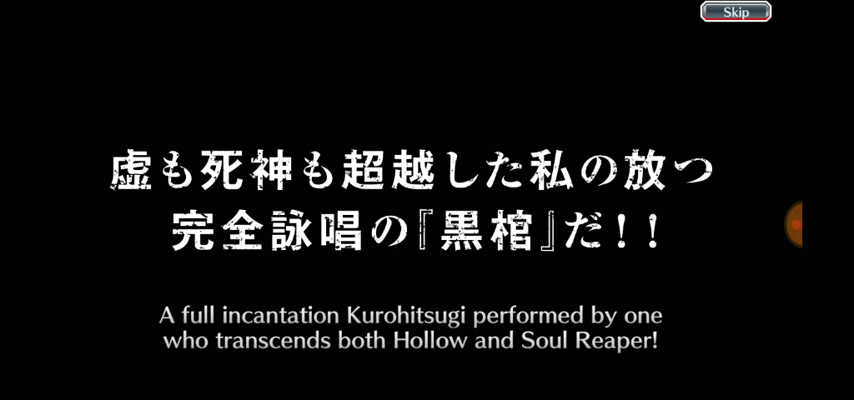 Skip
虚も死神も超越した私の放つ
完全詠唱の『黒棺』だ！！
A full incantation Kurohitsugi performed by one
who transcends both Hollow and Soul Reaper!